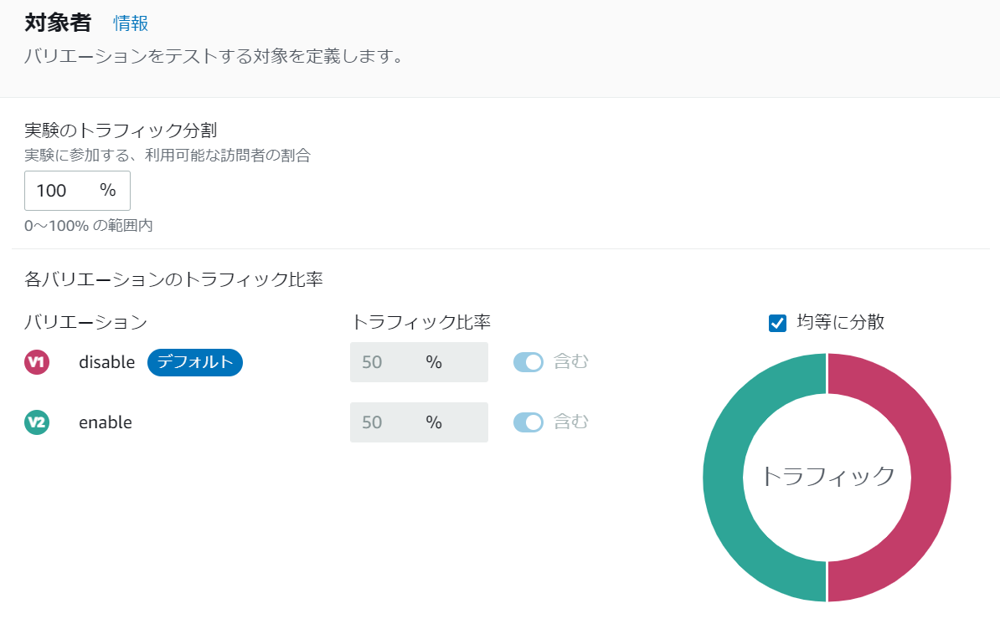 対象者 情報
バリエーションをテストする対象を定義します。
実験のトラフィック分割
実験に参加する、利用可能な訪問者の割合
100 %
0～100% の範囲内
各バリエーションのトラフィック比率
バリエーション トラフィック比率 均等に分散
V1 disable デフォルト 50 % 含む
V2 enable 50 % 含む
トラフィック